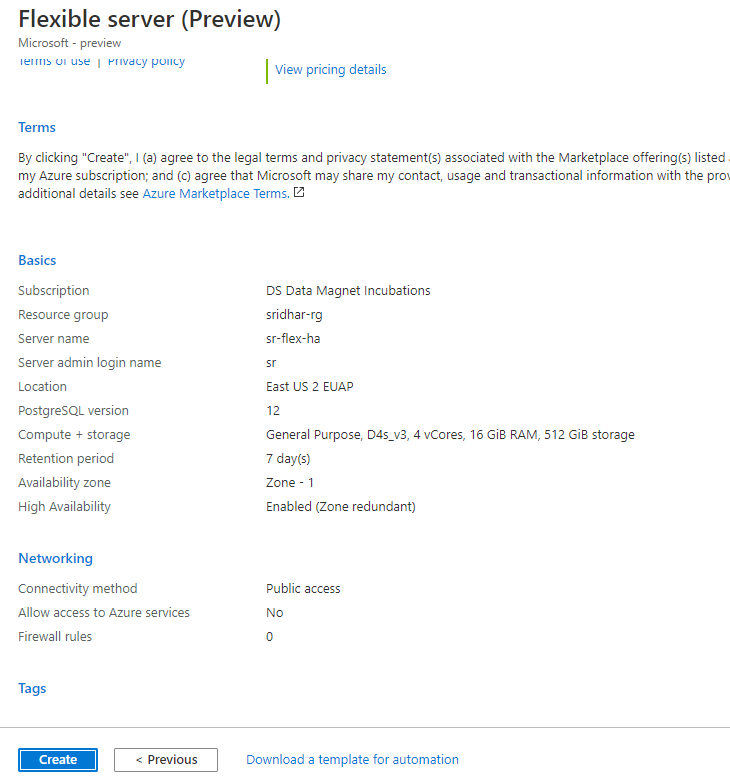 Flexible server (Preview)
Microsoft - preview
Terms of use | Privacy policy
View pricing details
Terms
By clicking "Create", I (a) agree to the legal terms and privacy statement(s) associated with the Marketplace offering(s) listed
my Azure subscription; and (c) agree that Microsoft may share my contact, usage and transactional information with the prov
additional details see Azure Marketplace Terms.
Basics
Subscription DS Data Magnet Incubations
Resource group sridhar-rg
Server name sr-flex-ha
Server admin login name sr
Location East US 2 EUAP
PostgreSQL version 12
Compute + storage General Purpose, D4s_v3, 4 vCores, 16 GiB RAM, 512 GiB storage
Retention period 7 day(s)
Availability zone Zone - 1
High Availability Enabled (Zone redundant)
Networking
Connectivity method Public access
Allow access to Azure services No
Firewall rules 0
Tags
Create < Previous Download a template for automation